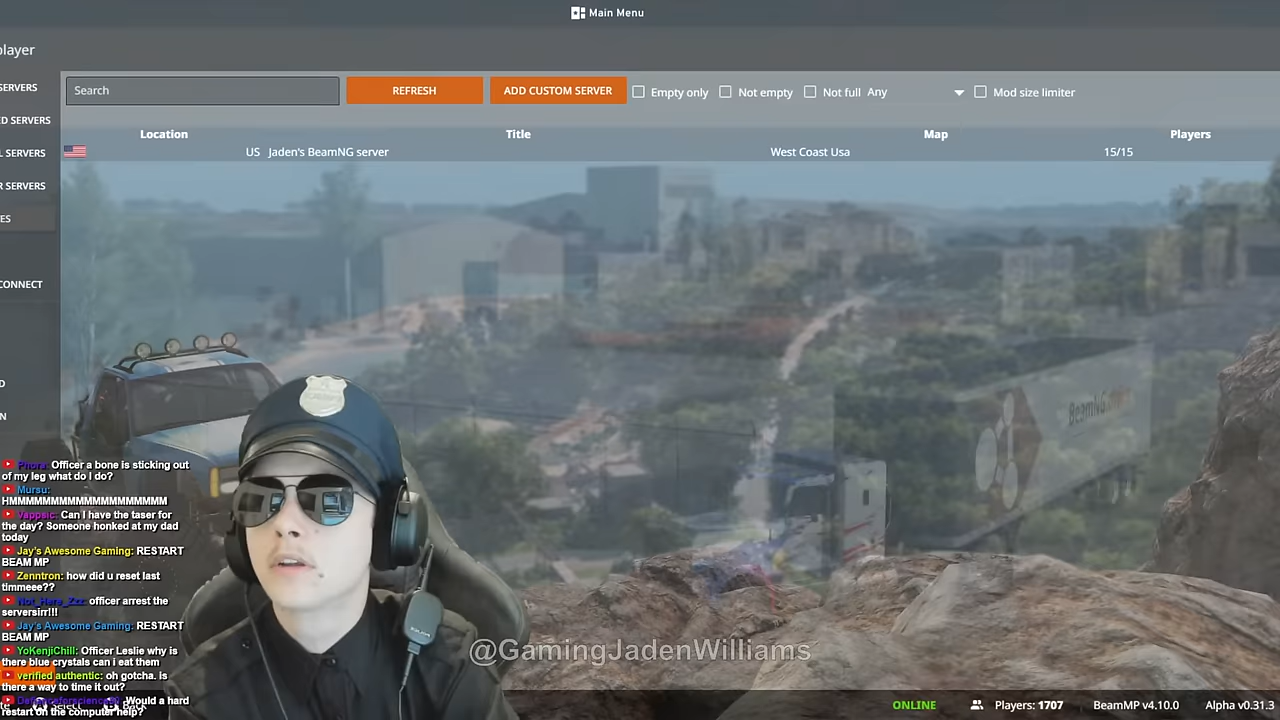 Main Menu
player
SERVERS
ED SERVERS
L SERVERS
R SERVERS
ES
CONNECT
D
N
Search
REFRESH
ADD CUSTOM SERVER
Empty only
Not empty
Not full
Any
Mod size limiter
Location Title Map Players
US Jaden's BeamNG server West Coast Usa 15/15
BeamNG
Officer a bone is sticking out
of my leg what do I do?
Mursu:
HMMMMMMMMMMMMMMMMMM
Vappsic: Can I have the taser for
the day? Someone honked at my dad
today
Jay's Awesome Gaming: RESTART
BEAM MP
Zenntron: how did u reset last
timmeee??
Not_Here_Zzz: officer arrest the
serversirr!!!
Jay's Awesome Gaming: RESTART
BEAM MP
YoKenjiChill: Officer Leslie why is
there blue crystals can i eat them
verified authentic: oh gotcha. is
there a way to time it out?
Would a hard
restart on the computer help?
@GamingJadenWilliams
ONLINE
Players: 1707
BeamMP v4.10.0
Alpha v0.31.3